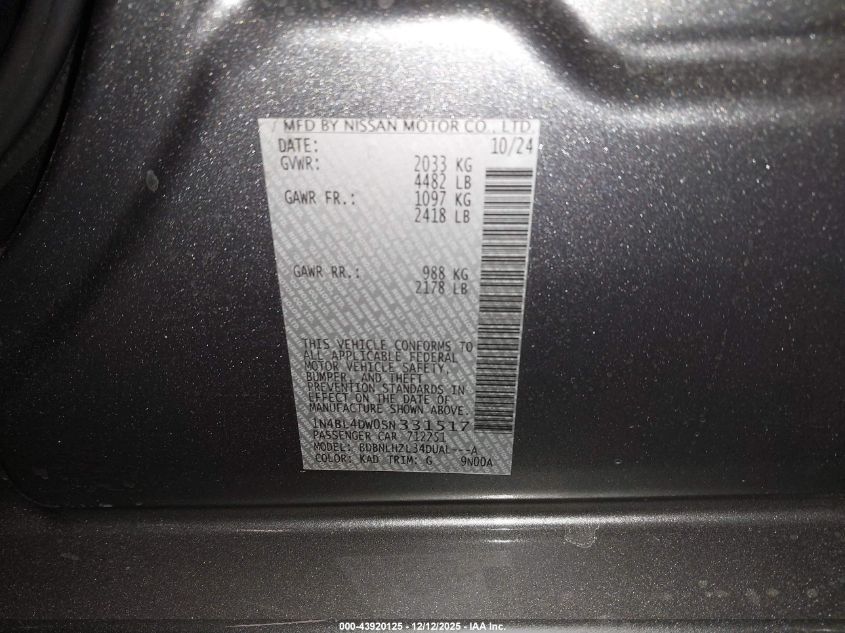 MFD BY NISSAN MOTOR CO., LTD.
DATE: 10/24
GVWR: 2033 KG
4482 LB
GAWR FR.: 1097 KG
2418 LB
GAWR RR.: 988 KG
2178 LB
THIS VEHICLE CONFORMS TO
ALL APPLICABLE FEDERAL
MOTOR VEHICLE SAFETY,
BUMPER, AND THEFT
PREVENTION STANDARDS IN
EFFECT ON THE DATE OF
MANUFACTURE SHOWN ABOVE.
1N4BL4DW0SN331517
PASSENGER CAR 712751
MODEL: BDBNLHZL34DUAL---A
COLOR: KAD TRIM: G 9N00A
000-43920125 - 12/12/2025 - IAA Inc.